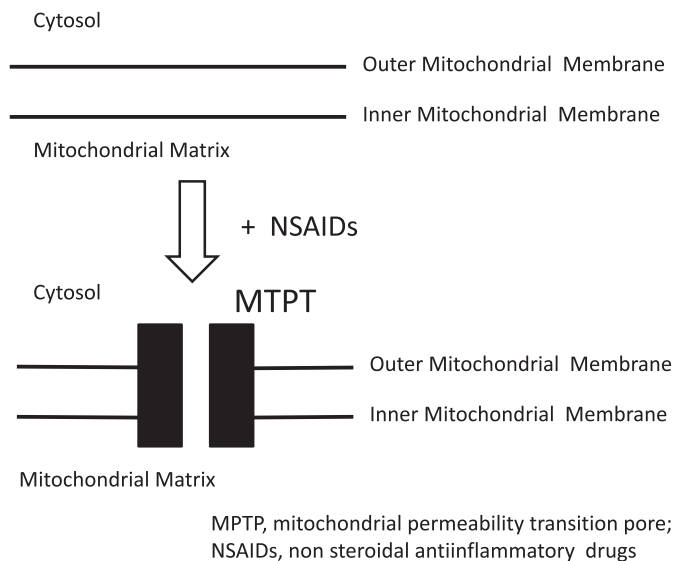 Cytosol
Outer Mitochondrial Membrane
Inner Mitochondrial Membrane
Mitochondrial Matrix
+ NSAIDs
Cytosol
MTPT
Outer Mitochondrial Membrane
Inner Mitochondrial Membrane
Mitochondrial Matrix
MPTP, mitochondrial permeability transition pore;
NSAIDs, non steroidal antiinflammatory drugs